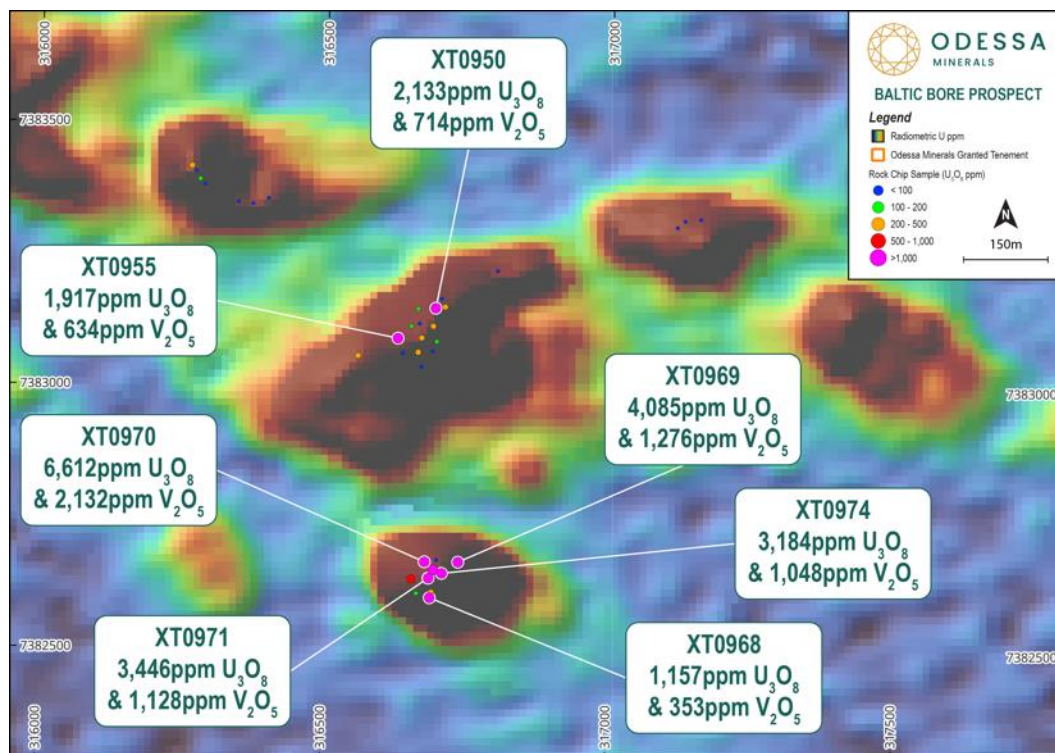 316000
316500
317000
7383500
XT0950
2,133ppm U₃O₈
& 714ppm V₂O₅
ODESSA
MINERALS
BALTIC BORE PROSPECT
Legend
Radiometric U ppm
Odessa Minerals Granted Tenement
Rock Chip Sample (U₃O₈ ppm)
< 100
100 - 200
200 - 500
500 - 1,000
>1,000
N
150m
XT0955
1,917ppm U₃O₈
& 634ppm V₂O₅
7383000
7383000
XT0969
4,085ppm U₃O₈
& 1,276ppm V₂O₅
XT0970
6,612ppm U₃O₈
& 2,132ppm V₂O₅
XT0974
3,184ppm U₃O₈
& 1,048ppm V₂O₅
XT0971
3,446ppm U₃O₈
& 1,128ppm V₂O₅
XT0968
1,157ppm U₃O₈
& 353ppm V₂O₅
7382500
7382500
316000
316500
317000
317500